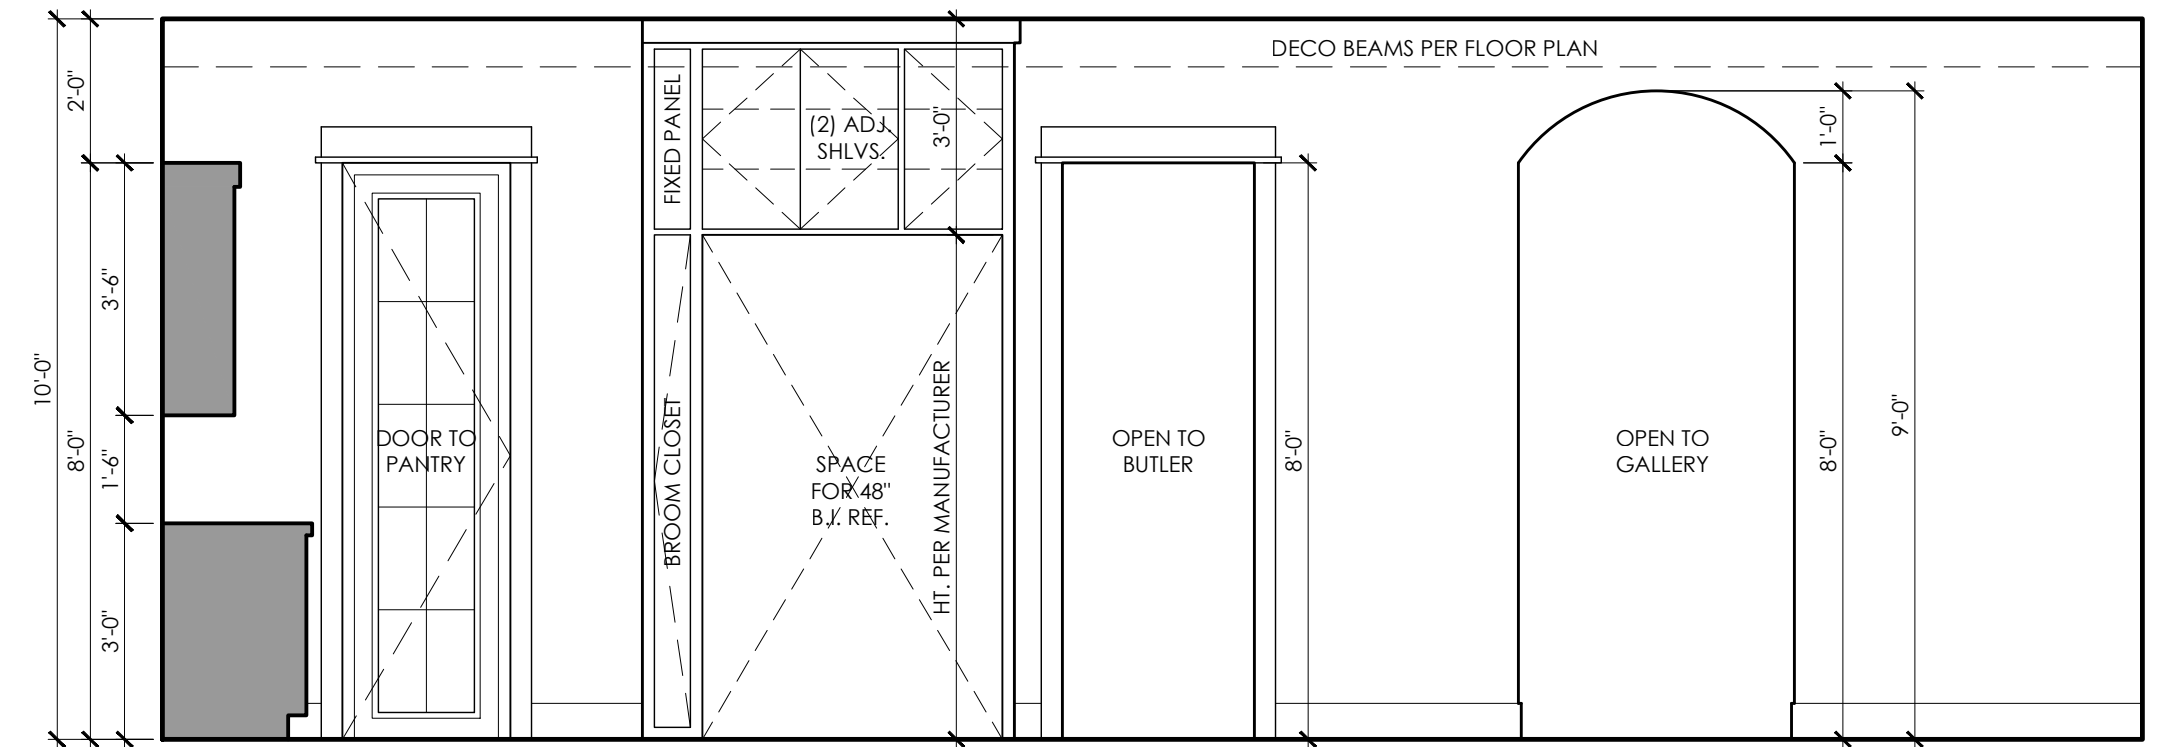 DECO BEAMS PER FLOOR PLAN
2'-0"
FIXED PANEL
(2) ADJ.
SHLVS.
3'-0"
1'-0"
3'-6"
10'-0"
8'-0"
1'-6"
3'-0"
DOOR TO
PANTRY
BROOM CLOSET
SPACE
FOR 48"
B.I. REF.
HT. PER MANUFACTURER
OPEN TO
BUTLER
8'-0"
OPEN TO
GALLERY
8'-0"
9'-0"